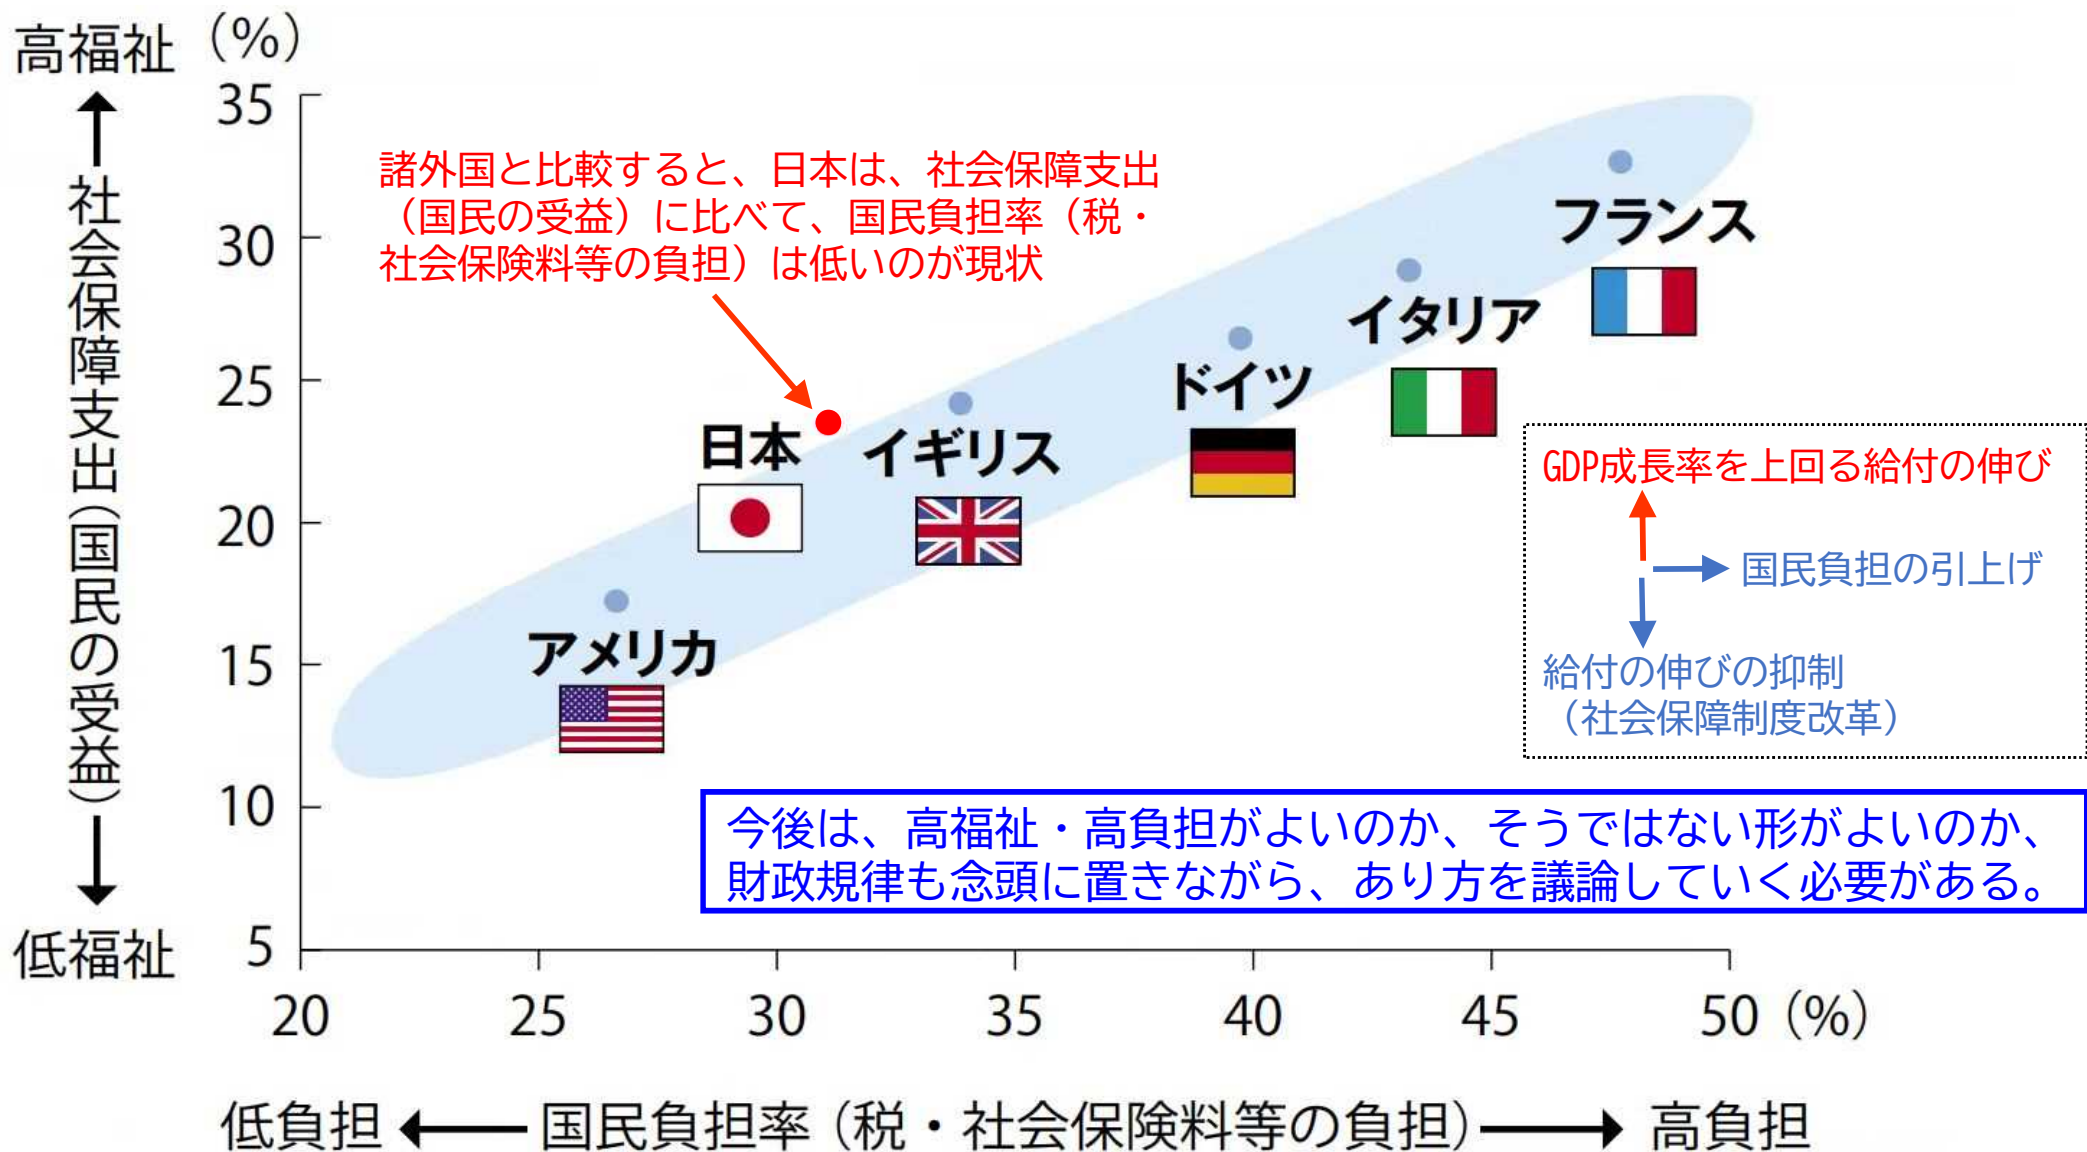 高福祉
(%)
35
30
25
20
15
10
5
社会保障支出(国民の受益)
低福祉
諸外国と比較すると、日本は、社会保障支出
(国民の受益)に比べて、国民負担率(税・
社会保険料等の負担)は低いのが現状
フランス
イタリア
ドイツ
日本
イギリス
アメリカ
GDP成長率を上回る給付の伸び
国民負担の引上げ
給付の伸びの抑制
(社会保障制度改革)
今後は、高福祉・高負担がよいのか、そうではない形がよいのか、
財政規律も念頭に置きながら、あり方を議論していく必要がある。
20 25 30 35 40 45 50 (%)
低負担 国民負担率(税・社会保険料等の負担) 高負担